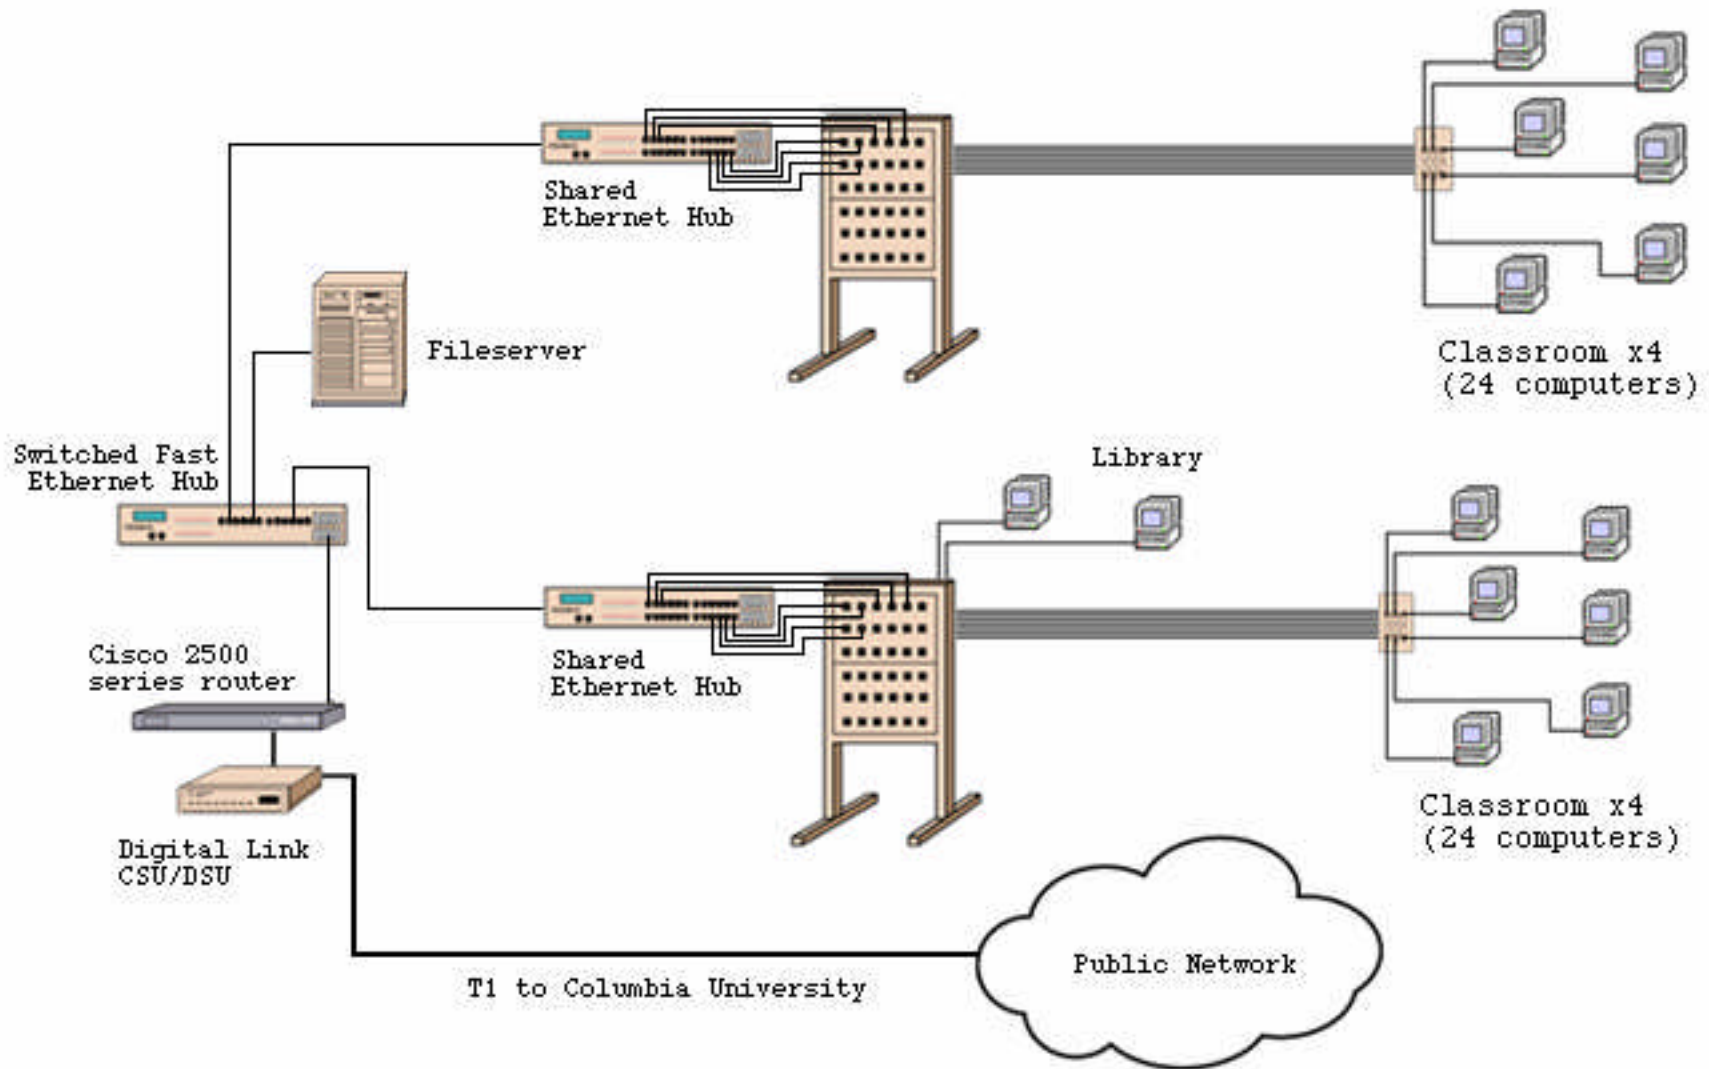 Shared
Ethernet Hub
Fileserver
Classroom x4
(24 computers)
Switched Fast
Ethernet Hub
Library
Cisco 2500
series router
Shared
Ethernet Hub
Classroom x4
(24 computers)
Digital Link
CSU/DSU
Public Network
T1 to Columbia University